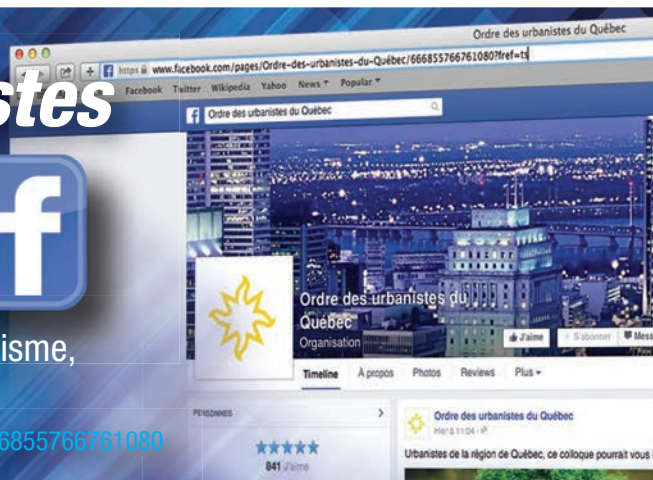 Ordre des urbanistes du Québec
https www.facebook.com/pages/Ordre-des-urbanistes-du-Québec/666855766761080?fref=ts
Facebook Twitter Wikipedia Yahoo News Popular
stes
f Ordre des urbanistes du Québec
f
Ordre des urbanistes du
Québec
Organisation
J'aime S'abonner Mess
isme,
Timeline À propos Photos Reviews Plus
PERSONNES >
Ordre des urbanistes du Québec
Hier à 11:04
6855766761080
841 J'aime
Urbanistes de la région de Québec, ce colloque pourrait vous